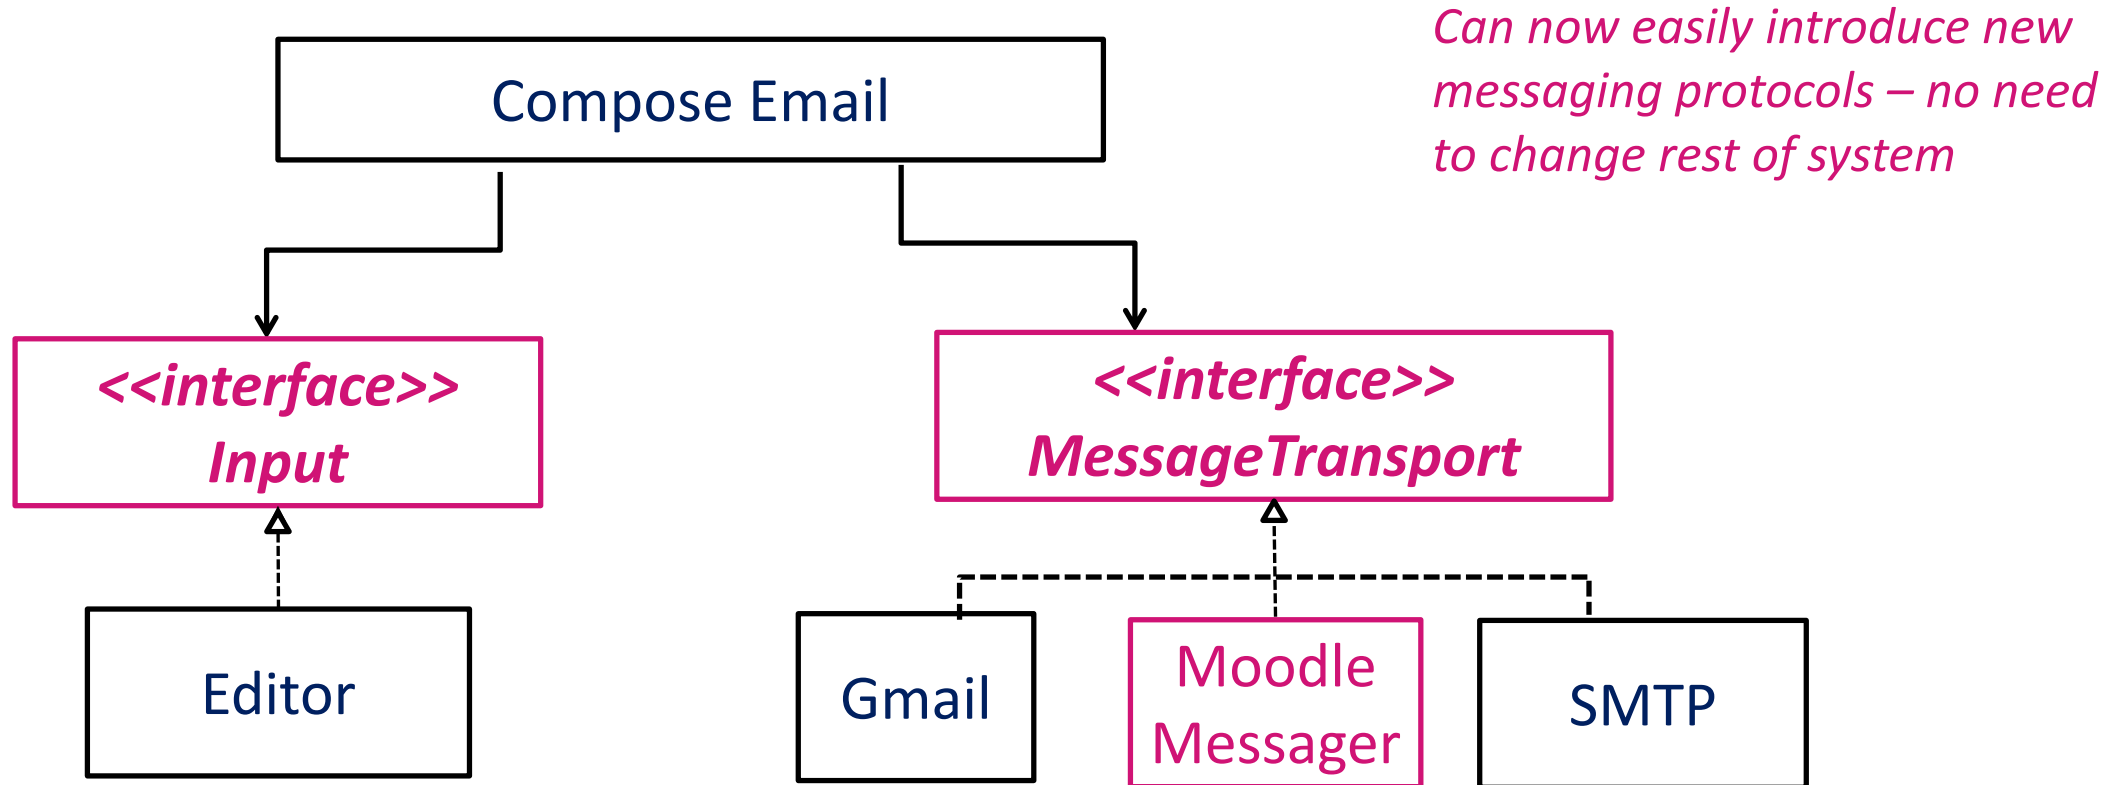 Compose Email
Can now easily introduce new
messaging protocols – no need
to change rest of system
<<interface>>
Input
<<interface>>
MessageTransport
Editor
Gmail
Moodle
Messager
SMTP